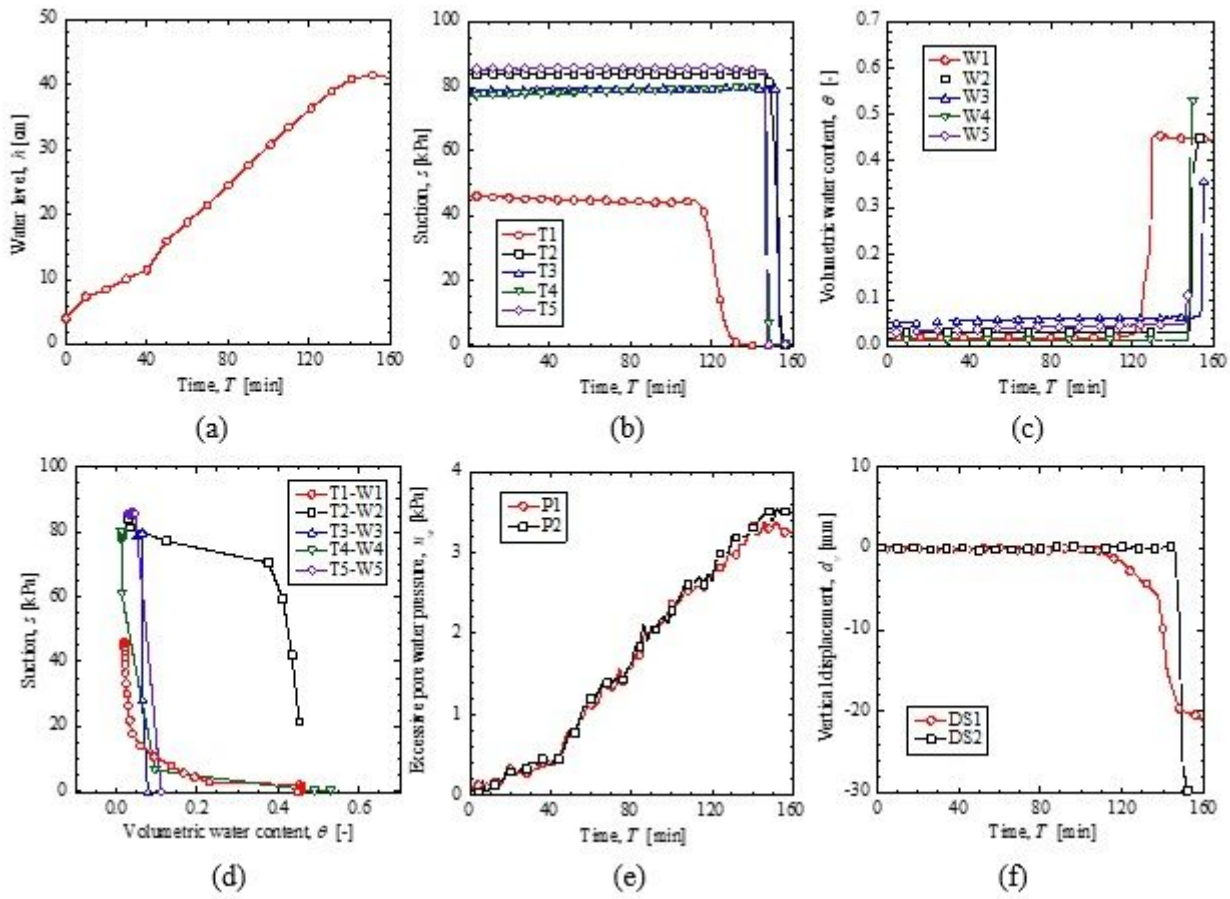 50
40
30
20
10
0
0 40 80 120 160
Water level, h [cm]
Time, T [min]
(a)
100
80
60
40
20
0
0 40 80 120 160
Suction, s [kPa]
T1
T2
T3
T4
T5
Time, T [min]
(b)
0.7
0.6
0.5
0.4
0.3
0.2
0.1
0.0
0 40 80 120 160
Volumetric water content, θ [-]
W1
W2
W3
W4
W5
Time, T [min]
(c)
100
80
60
40
20
0
0.0 0.2 0.4 0.6
Suction, s [kPa]
T1-W1
T2-W2
T3-W3
T4-W4
T5-W5
Volumetric water content, θ [-]
(d)
4
3
2
1
0
0 40 80 120 160
Excessive pore water pressure, u [kPa]
P1
P2
Time, T [min]
(e)
10
0
-10
-20
-30
0 40 80 120 160
Vertical displacement, d [mm]
DS1
DS2
Time, T [min]
(f)